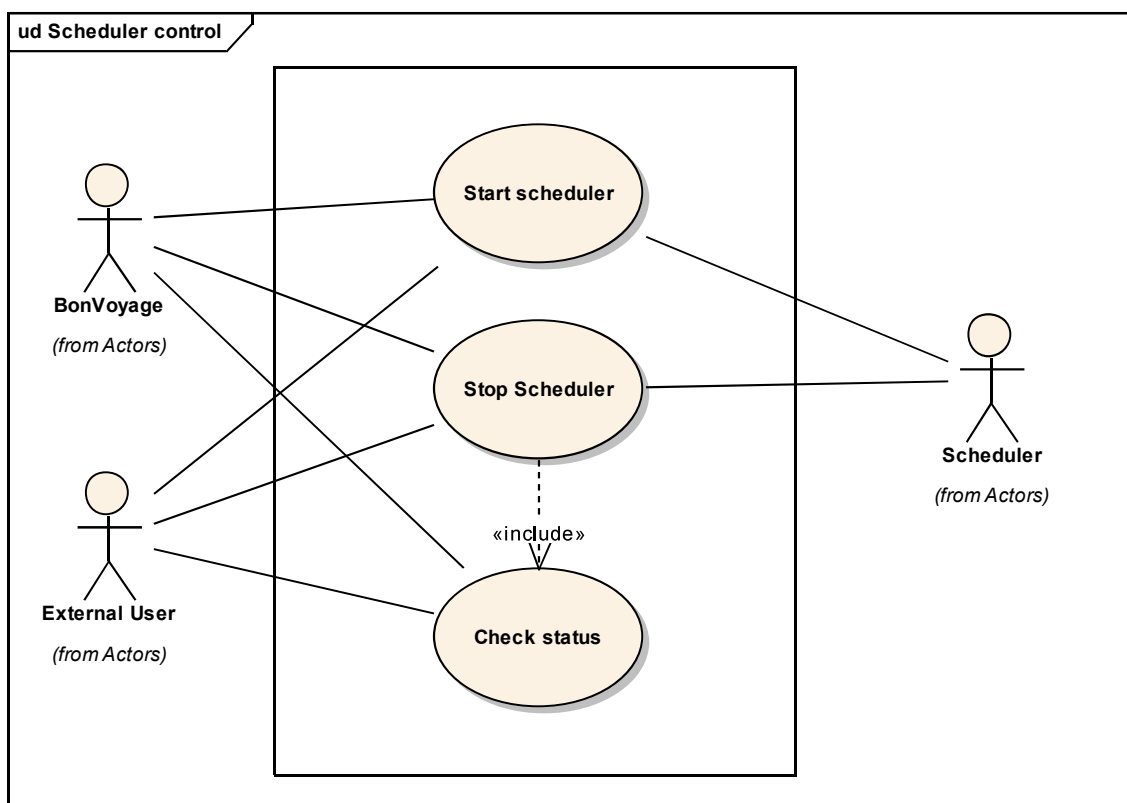 ud Scheduler control
Start scheduler
BonVoyage
(from Actors)
Stop Scheduler
Scheduler
(from Actors)
«include»
External User
(from Actors)
Check status